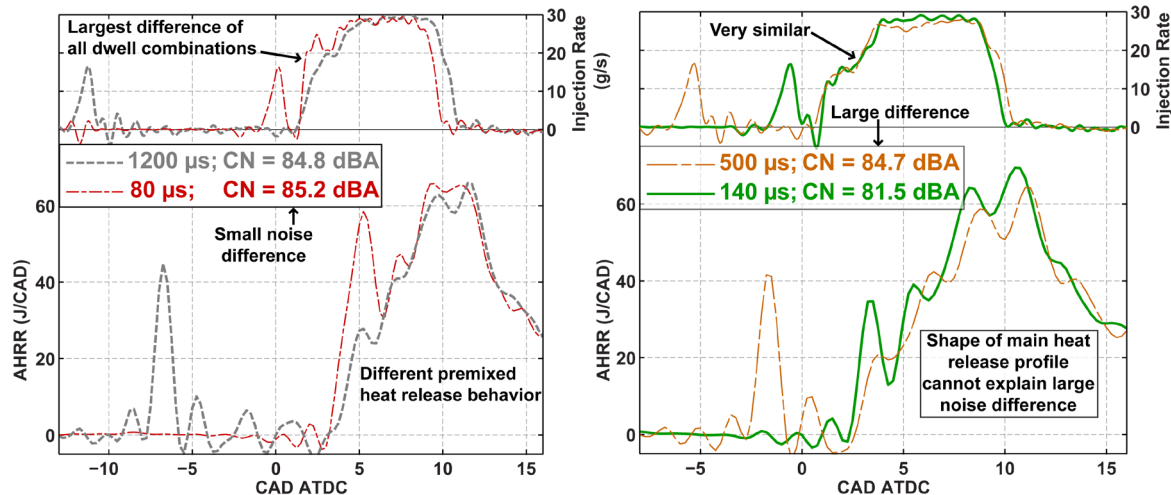 Largest difference of
all dwell combinations
30
20
10
0
Injection Rate
(g/s)
1200 µs; CN = 84.8 dBA
80 µs; CN = 85.2 dBA
Small noise
difference
60
40
20
0
AHRR (J/CAD)
Different premixed
heat release behavior
−10
−5
0
5
10
15
CAD ATDC
Very similar
30
20
10
0
Injection Rate
(g/s)
Large difference
500 µs; CN = 84.7 dBA
140 µs; CN = 81.5 dBA
60
40
20
0
AHRR (J/CAD)
Shape of main heat
release profile
cannot explain large
noise difference
−5
0
5
10
15
CAD ATDC